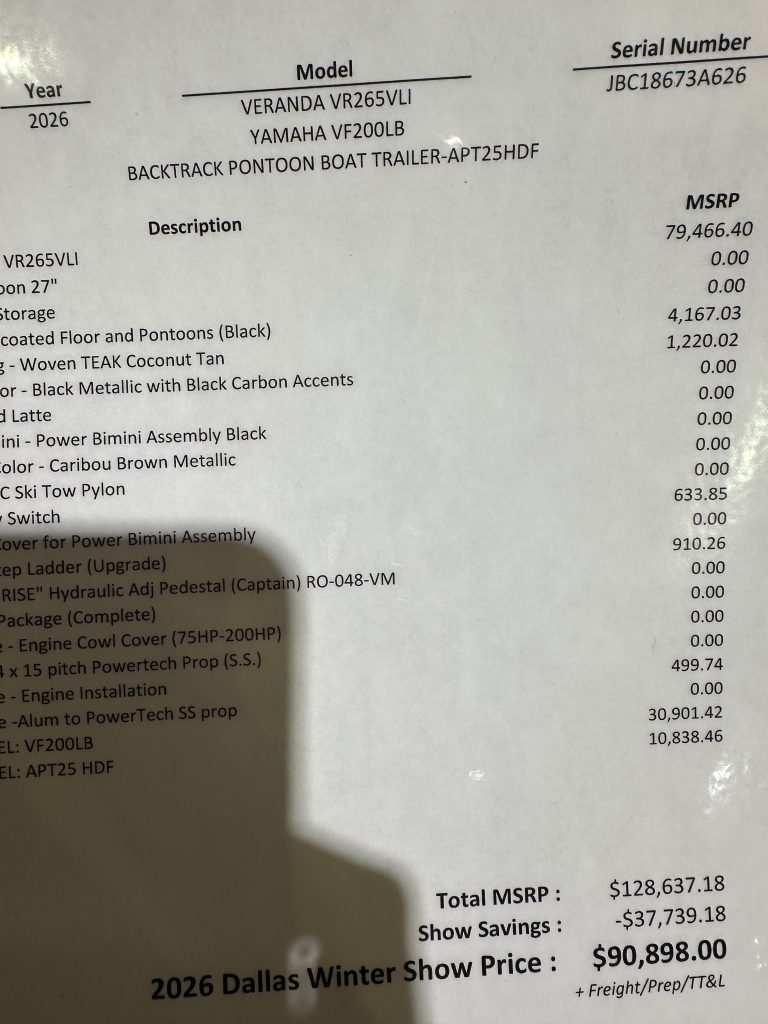 Year Model Serial Number
2026 VERANDA VR265VLI JBC18673A626
YAMAHA VF200LB
BACKTRACK PONTOON BOAT TRAILER-APT25HDF
Description MSRP
VR265VLI 79,466.40
oon 27" 0.00
Storage 0.00
coated Floor and Pontoons (Black) 4,167.03
g - Woven TEAK Coconut Tan 1,220.02
or - Black Metallic with Black Carbon Accents 0.00
d Latte 0.00
ini - Power Bimini Assembly Black 0.00
Color - Caribou Brown Metallic 0.00
C Ski Tow Pylon 0.00
y Switch 633.85
Cover for Power Bimini Assembly 0.00
tep Ladder (Upgrade) 910.26
RISE" Hydraulic Adj Pedestal (Captain) RO-048-VM 0.00
Package (Complete) 0.00
e - Engine Cowl Cover (75HP-200HP) 0.00
4 x 15 pitch Powertech Prop (S.S.) 0.00
e - Engine Installation 499.74
e -Alum to PowerTech SS prop 0.00
EL: VF200LB 30,901.42
EL: APT25 HDF 10,838.46
Total MSRP : $128,637.18
Show Savings : -$37,739.18
2026 Dallas Winter Show Price : $90,898.00
+ Freight/Prep/TT&L